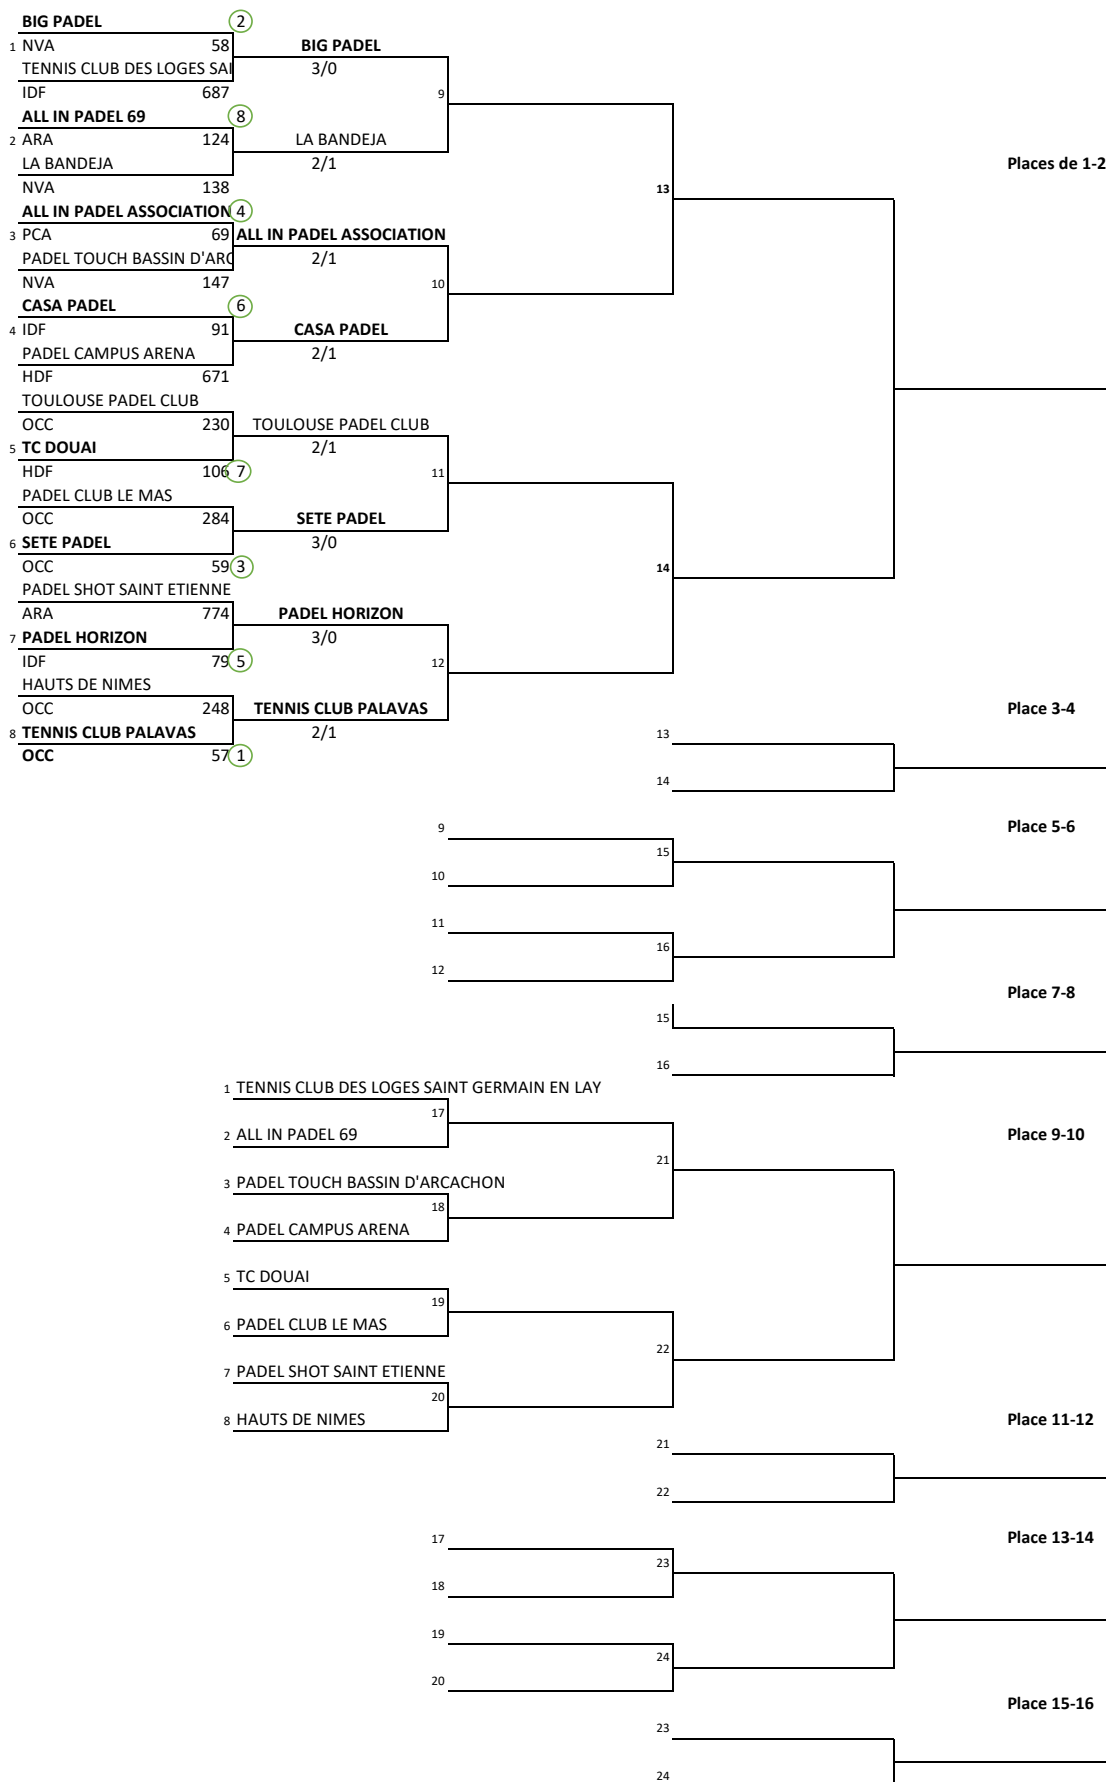 BIG PADEL 2
1 NVA 58 BIG PADEL
TENNIS CLUB DES LOGES SAI 3/0
IDF 687 9
ALL IN PADEL 69 8
2 ARA 124 LA BANDEJA
LA BANDEJA 2/1 Places de 1-2
NVA 138 13
ALL IN PADEL ASSOCIATION 4
3 PCA 69 ALL IN PADEL ASSOCIATION
PADEL TOUCH BASSIN D'ARC 2/1
NVA 147 10
CASA PADEL 6
4 IDF 91 CASA PADEL
PADEL CAMPUS ARENA 2/1
HDF 671
TOULOUSE PADEL CLUB
OCC 230 TOULOUSE PADEL CLUB
5 TC DOUAI 2/1
HDF 106 7 11
PADEL CLUB LE MAS
OCC 284 SETE PADEL
6 SETE PADEL 3/0
OCC 59 3 14
PADEL SHOT SAINT ETIENNE
ARA 774 PADEL HORIZON
7 PADEL HORIZON 3/0
IDF 79 5 12
HAUTS DE NIMES
OCC 248 TENNIS CLUB PALAVAS Place 3-4
8 TENNIS CLUB PALAVAS 2/1 13
OCC 57 1
14
9 Place 5-6
15
10
11
16
12
Place 7-8
15
16
1 TENNIS CLUB DES LOGES SAINT GERMAIN EN LAY
17
2 ALL IN PADEL 69 Place 9-10
21
3 PADEL TOUCH BASSIN D'ARCACHON
18
4 PADEL CAMPUS ARENA
5 TC DOUAI
19
6 PADEL CLUB LE MAS
22
7 PADEL SHOT SAINT ETIENNE
20
8 HAUTS DE NIMES Place 11-12
21
22
17 Place 13-14
23
18
19
24
20
Place 15-16
23
24